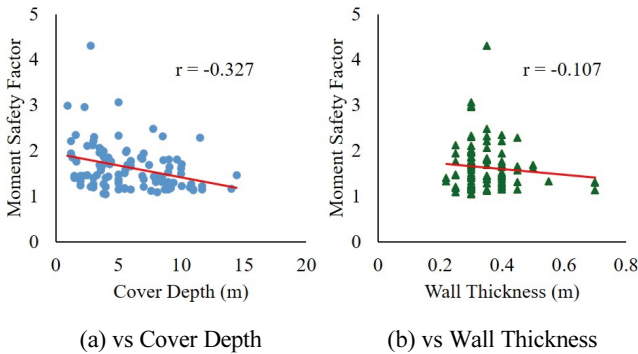 5
4
3
2
1
0
Moment Safety Factor
r = -0.327
0 5 10 15 20
Cover Depth (m)
(a) vs Cover Depth
5
4
3
2
1
0
Moment Safety Factor
r = -0.107
0 0.2 0.4 0.6 0.8
Wall Thickness (m)
(b) vs Wall Thickness